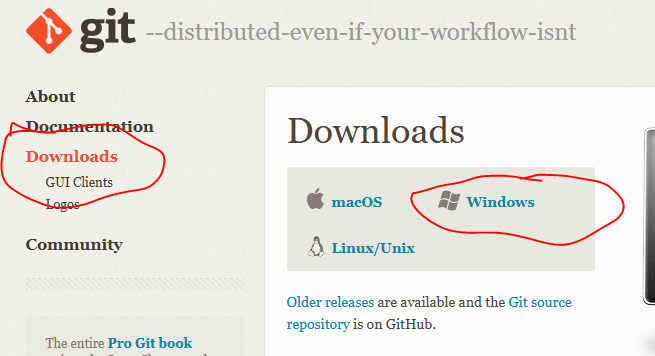 git --distributed-even-if-your-workflow-isnt
About
Documentation
Downloads
GUI Clients
Logos
Community
The entire Pro Git book
Downloads
macOS
Windows
Linux/Unix
Older releases are available and the Git source
repository is on GitHub.